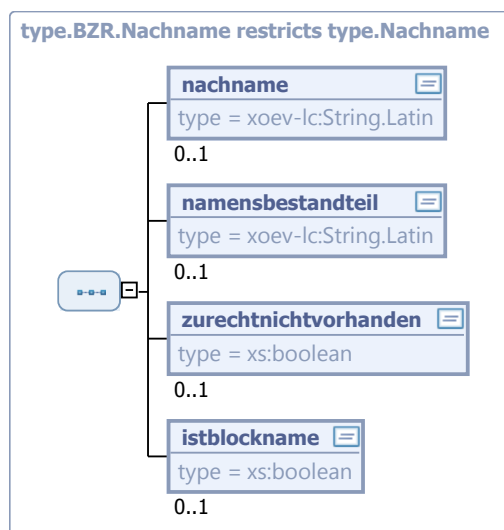 type.BZR.Nachname restricts type.Nachname
nachname
type = xoev-lc:String.Latin
0..1
namensbestandteil
type = xoev-lc:String.Latin
0..1
zurechtnichtvorhanden
type = xs:boolean
0..1
istblockname
type = xs:boolean
0..1